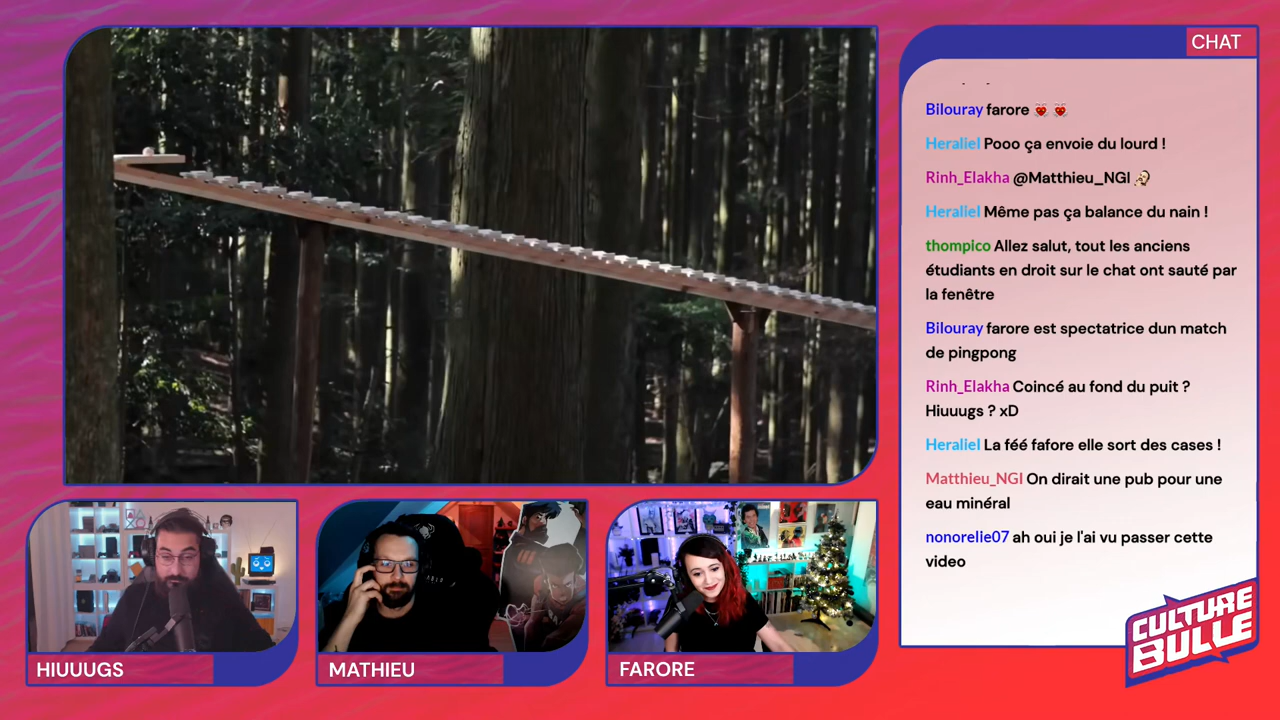 CHAT
Bilouray farore
Heraliel Pooo ça envoie du lourd !
Rinh_Elakha @Matthieu_NGI
Heraliel Même pas ça balance du nain !
thompico Allez salut, tout les anciens
étudiants en droit sur le chat ont sauté par
la fenêtre
Bilouray farore est spectatrice dun match
de pingpong
Rinh_Elakha Coincé au fond du puit ?
Hiuuugs ? xD
Heraliel La féé fafore elle sort des cases !
Matthieu_NGI On dirait une pub pour une
eau minéral
nonorelie07 ah oui je l'ai vu passer cette
video
CULTURE
BULLE
HIUUUGS
MATHIEU
FARORE